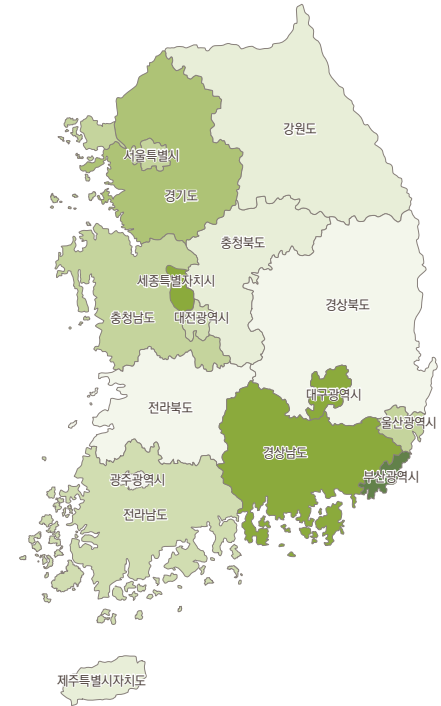 강원도
서울특별시
경기도
충청북도
세종특별자치시
경상북도
충청남도
대전광역시
대구광역시
전라북도
울산광역시
경상남도
부산광역시
광주광역시
전라남도
제주특별시자치도